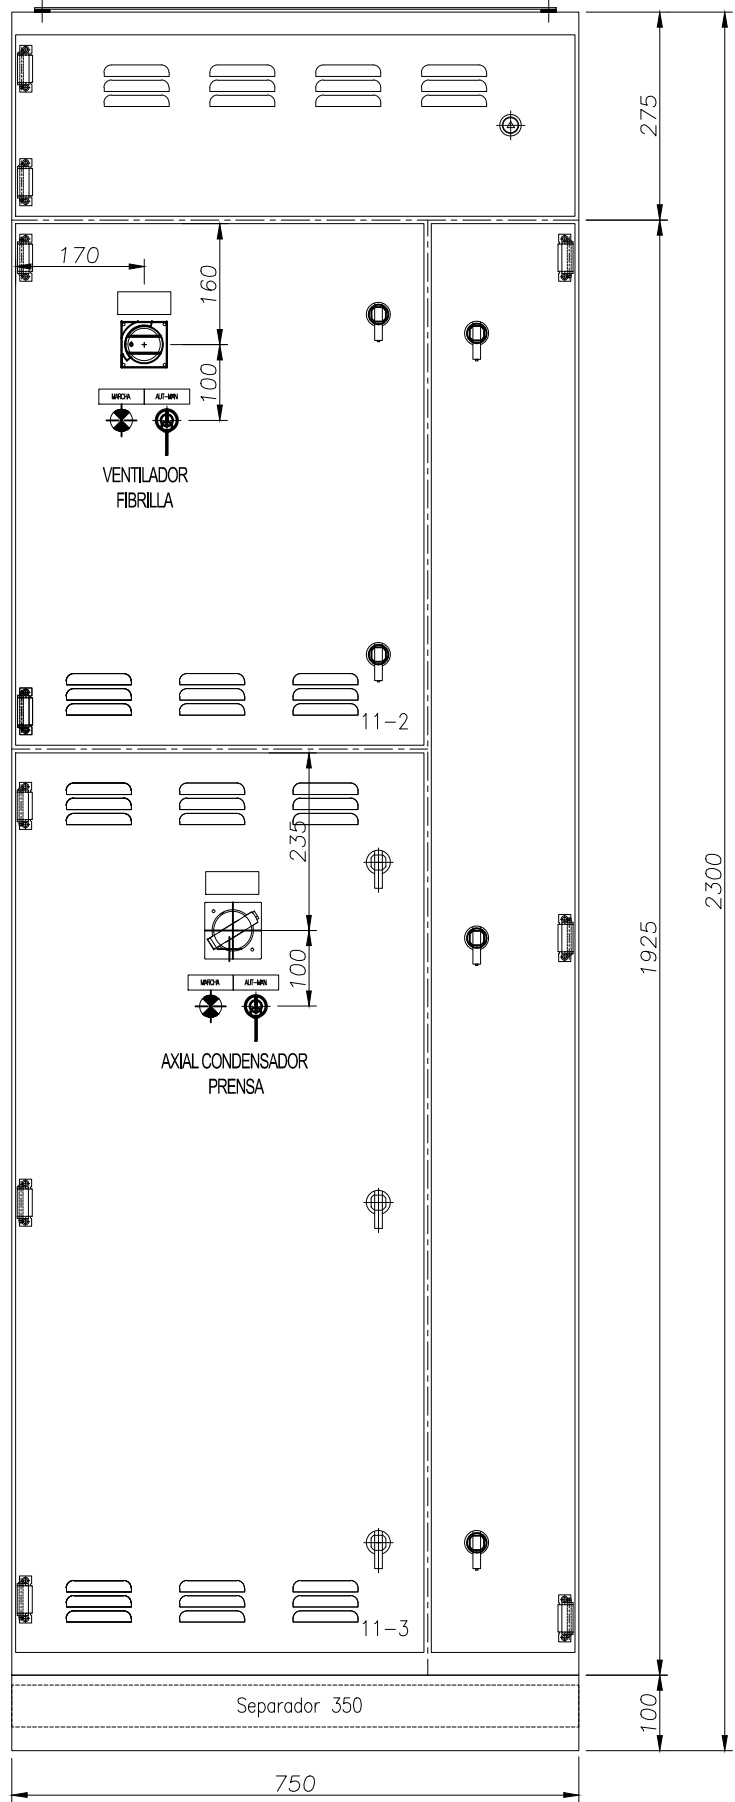 275
170
160
100
MARCHA AUT-MAN
VENTILADOR
FIBRILLA
11-2
235
2300
1925
100
MARCHA AUT-MAN
AXIAL CONDENSADOR
PRENSA
11-3
Separador 350
100
750